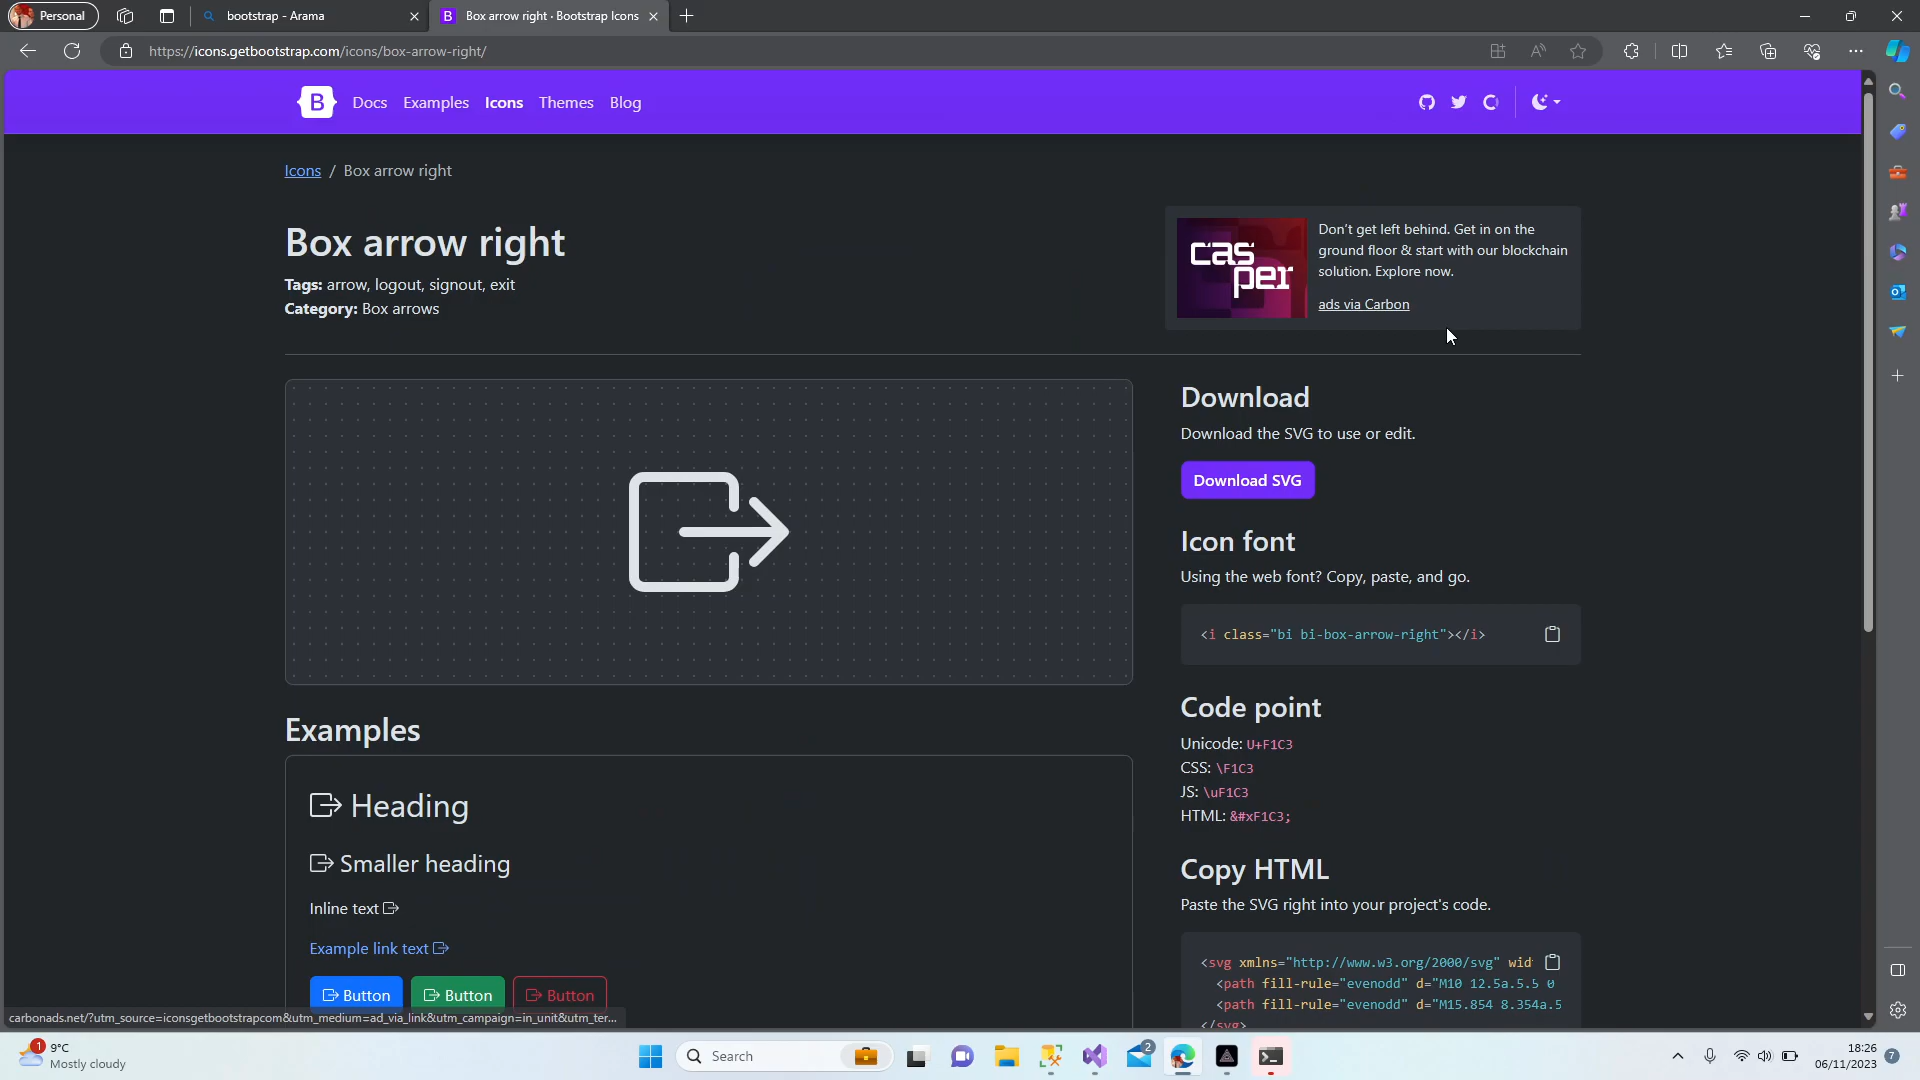 Personal
bootstrap - Arama
Box arrow right · Bootstrap Icons
https://icons.getbootstrap.com/icons/box-arrow-right/
B
Docs
Examples
Icons
Themes
Blog
Icons / Box arrow right
Box arrow right
Tags: arrow, logout, signout, exit
Category: Box arrows
casper
Don't get left behind. Get in on the
ground floor & start with our blockchain
solution. Explore now.
ads via Carbon
Download
Download the SVG to use or edit.
Download SVG
Icon font
Using the web font? Copy, paste, and go.
<i class="bi bi-box-arrow-right"></i>
Code point
Unicode: U+F1C3
CSS: \F1C3
JS: \uF1C3
HTML: &#xF1C3;
Copy HTML
Paste the SVG right into your project's code.
<svg xmlns="http://www.w3.org/2000/svg" wid
<path fill-rule="evenodd" d="M10 12.5a.5.5 0
<path fill-rule="evenodd" d="M15.854 8.354a.5
</svg>
Examples
Heading
Smaller heading
Inline text
Example link text
Button
Button
Button
carbonads.net/?utm_source=iconsgetbootstrapcom&utm_medium=ad_via_link&utm_campaign=in_unit&utm_ter...
1
9°C
Mostly cloudy
Search
2
18:26
06/11/2023
7